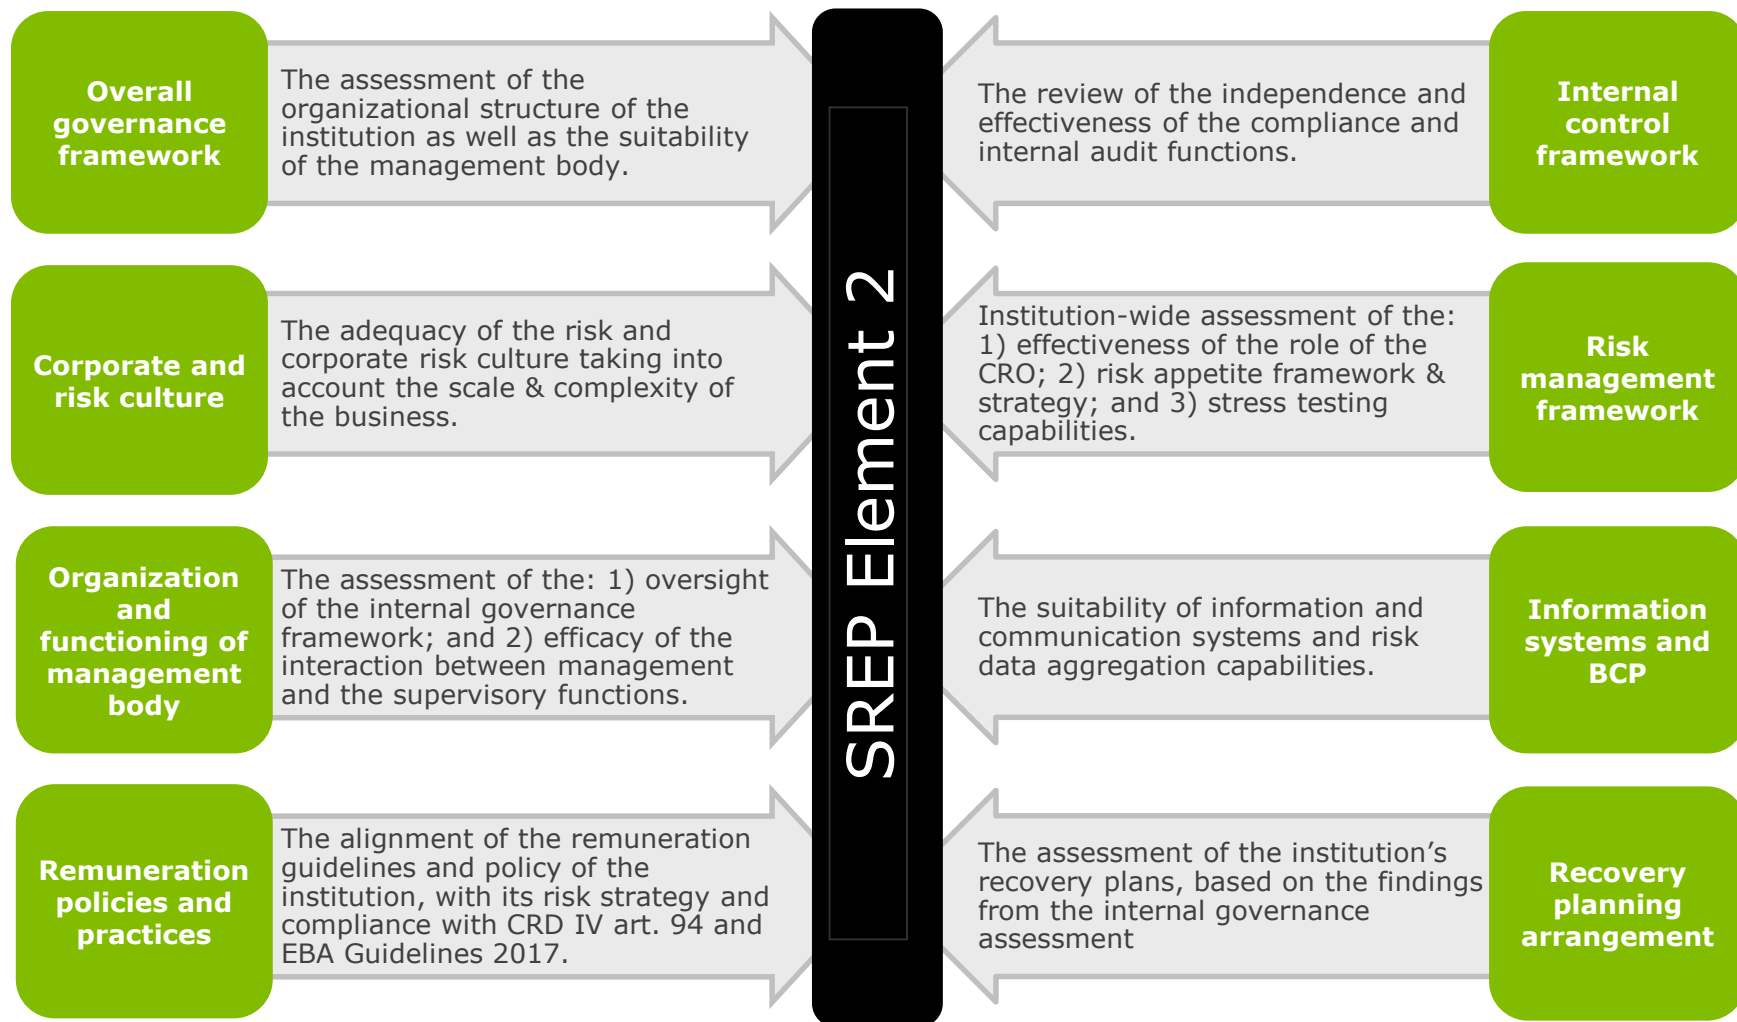 Overall
governance
framework
The assessment of the
organizational structure of the
institution as well as the suitability
of the management body.
Corporate and
risk culture
The adequacy of the risk and
corporate risk culture taking into
account the scale & complexity of
the business.
Organization
and
functioning of
management
body
The assessment of the: 1) oversight
of the internal governance
framework; and 2) efficacy of the
interaction between management
and the supervisory functions.
Remuneration
policies and
practices
The alignment of the remuneration
guidelines and policy of the
institution, with its risk strategy and
compliance with CRD IV art. 94 and
EBA Guidelines 2017.
SREP Element 2
The review of the independence and
effectiveness of the compliance and
internal audit functions.
Internal
control
framework
Institution-wide assessment of the:
1) effectiveness of the role of the
CRO; 2) risk appetite framework &
strategy; and 3) stress testing
capabilities.
Risk
management
framework
The suitability of information and
communication systems and risk
data aggregation capabilities.
Information
systems and
BCP
The assessment of the institution’s
recovery plans, based on the findings
from the internal governance
assessment
Recovery
planning
arrangement